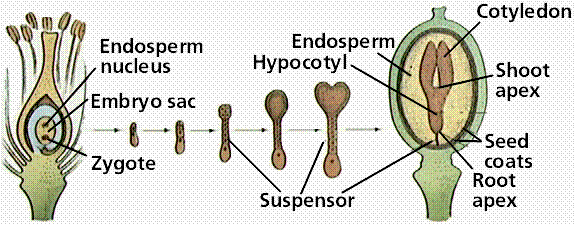 Endosperm
nucleus
Embryo sac
Zygote
Suspensor
Cotyledon
Endosperm
Hypocotyl
Shoot
apex
Seed
coats
Root
apex